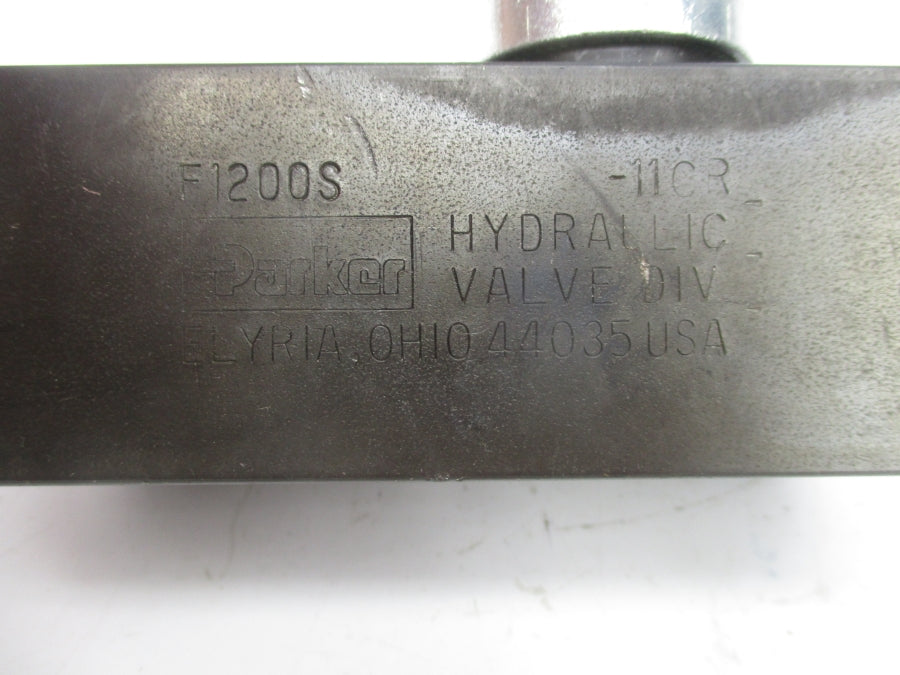 F1200S -11CR
Parker HYDRAULIC
VALVE DIV
ELYRIA, OHIO 44035 USA